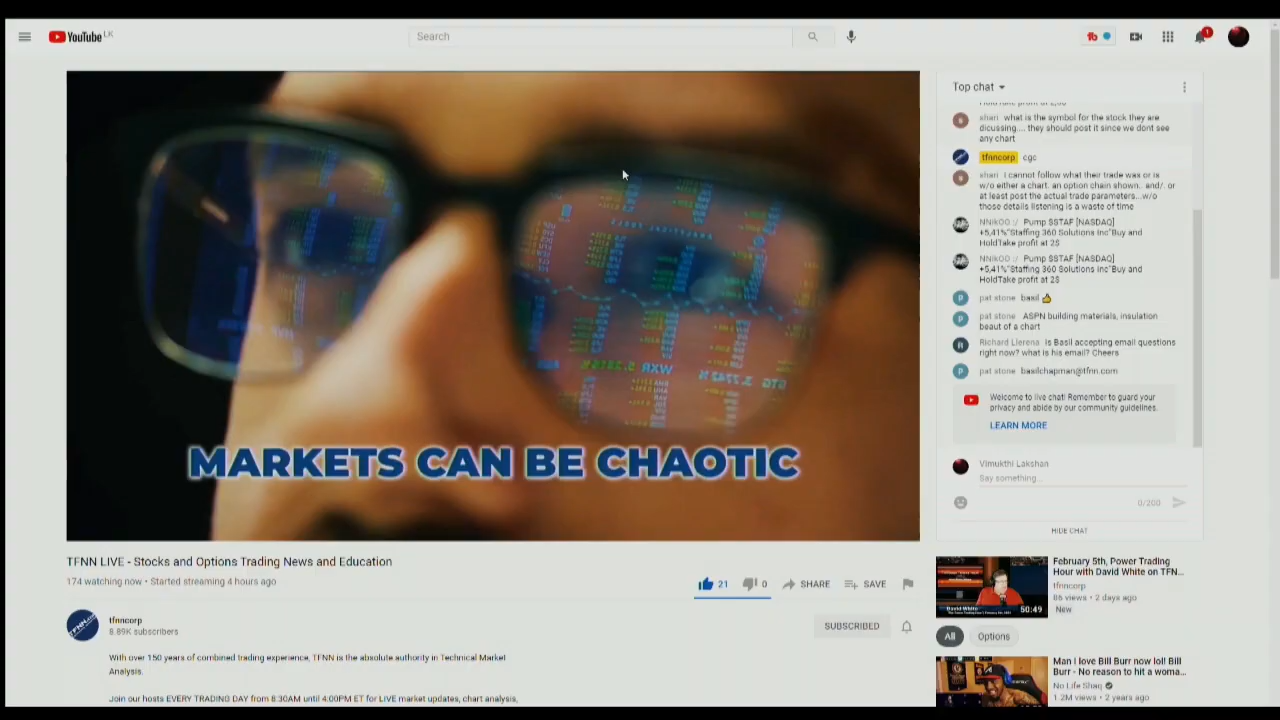 YouTube LK
Search
1
Top chat
shari what is the symbol for the stock they are
dicussing.... they should post it since we dont see
any chart
tfnncorp cgc
shari I cannot follow what their trade was or is
w/o either a chart. an option chain shown.. and/. or
at least post the actual trade parameters...w/o
those details listening is a waste of time
NNikOO :/ Pump $STAF [NASDAQ]
+5,41%"Staffing 360 Solutions Inc"Buy and
HoldTake profit at 2$
NNikOO :/ Pump $STAF [NASDAQ]
+5,41%"Staffing 360 Solutions Inc"Buy and
HoldTake profit at 2$
pat stone basil 👍
pat stone ASPN building materials, insulation
beaut of a chart
Richard Llerena Is Basil accepting email questions
right now? what is his email? Cheers
pat stone basilchapman@tfnn.com
Welcome to live chat! Remember to guard your
privacy and abide by our community guidelines.
LEARN MORE
Vimukthi Lakshan
Say something...
0/200
HIDE CHAT
MARKETS CAN BE CHAOTIC
TFNN LIVE - Stocks and Options Trading News and Education
174 watching now • Started streaming 4 hours ago
21 0 SHARE SAVE
tfnncorp
8.89K subscribers
SUBSCRIBED
With over 150 years of combined trading experience, TFNN is the absolute authority in Technical Market
Analysis.
Join our hosts EVERY TRADING DAY from 8:30AM until 4:00PM ET for LIVE market updates, chart analysis,
February 5th, Power Trading
Hour with David White on TFN...
tfnncorp
86 views • 2 days ago
New
David White
50:49
All Options
Man I love Bill Burr now lol! Bill
Burr - No reason to hit a woma...
No Life Shaq
1.2M views • 2 years ago